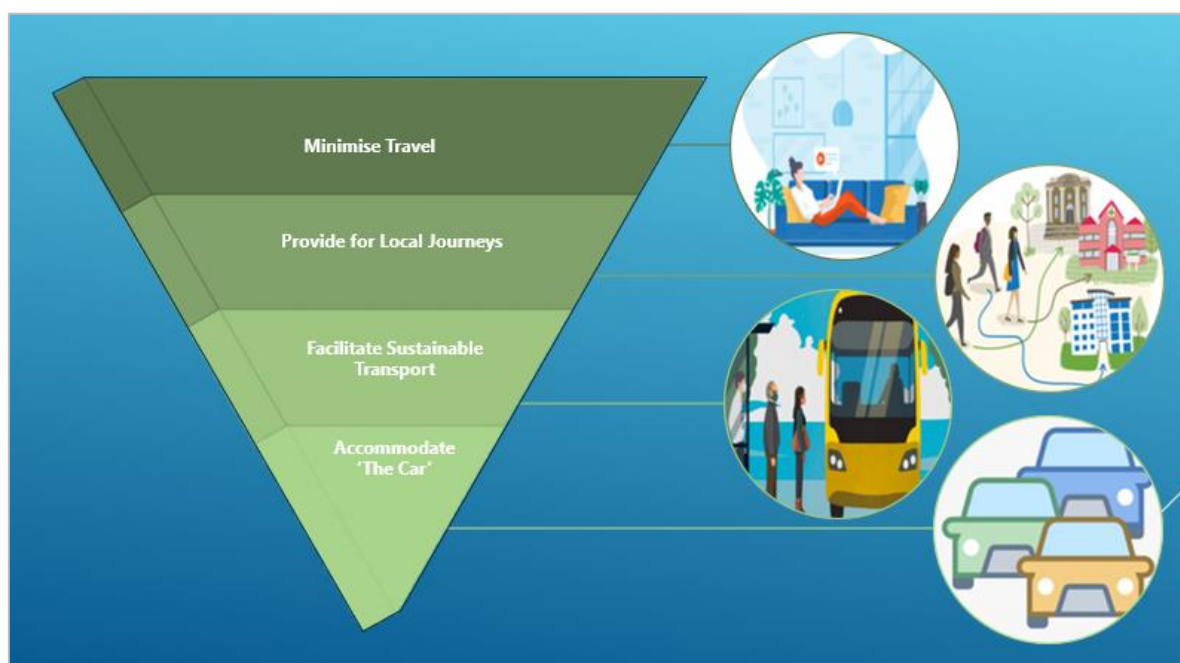 Minimise Travel
Provide for Local Journeys
Facilitate Sustainable
Transport
Accommodate
‘The Car’